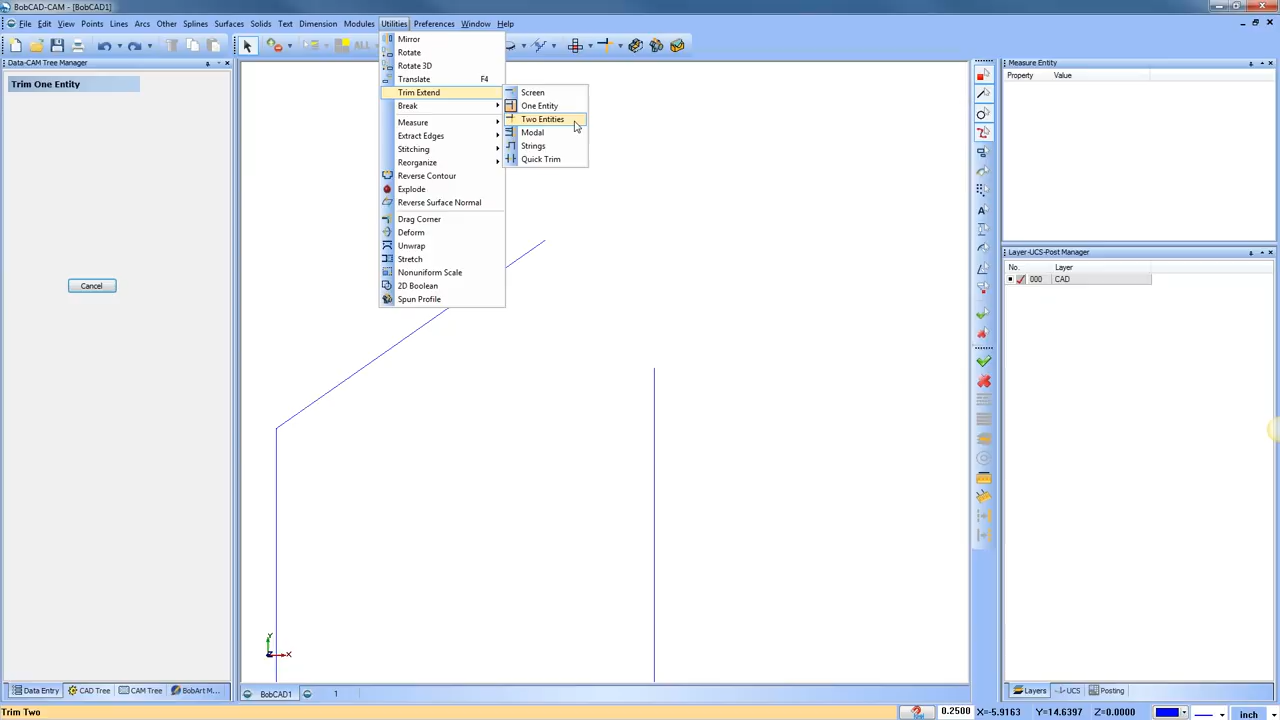 BobCAD-CAM - [BobCAD1]
File Edit View Points Lines Arcs Other Splines Surfaces Solids Text Dimension Modules Utilities Preferences Window Help
Data-CAM Tree Manager
Trim One Entity
Cancel
Mirror
Rotate
Rotate 3D
Translate F4
Trim Extend
Break
Measure
Extract Edges
Stitching
Reorganize
Reverse Contour
Explode
Reverse Surface Normal
Drag Corner
Deform
Unwrap
Stretch
Nonuniform Scale
2D Boolean
Spun Profile
Screen
One Entity
Two Entities
Modal
Strings
Quick Trim
Measure Entity
Property Value
Layer-UCS-Post Manager
No. Layer
000 CAD
Y
Z X
Data Entry CAD Tree CAM Tree BobArt M...
BobCAD1 1
Layers UCS Posting
Trim Two
0.2500 X=-5.9163 Y=14.6397 Z=0.0000 inch